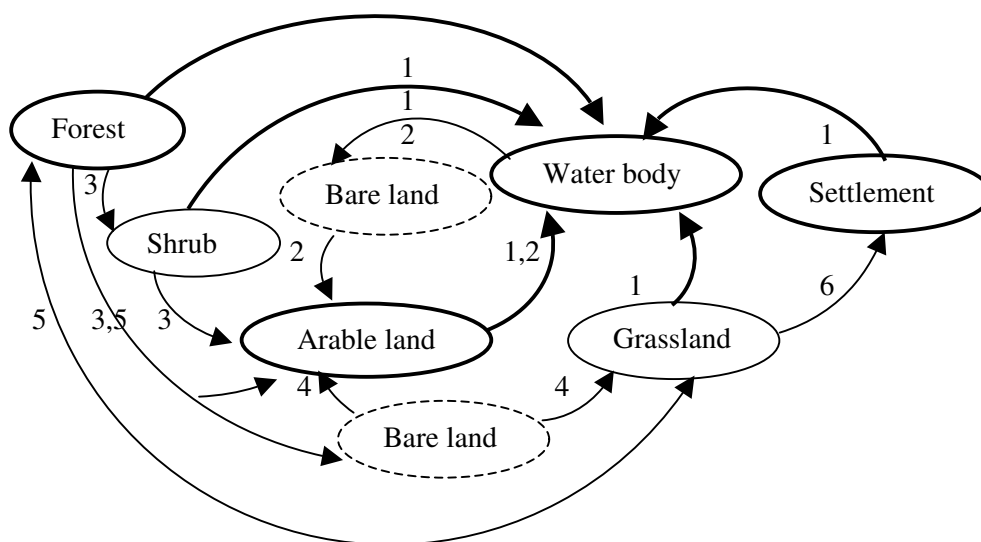 1
Forest
1
2
1
Water body
Settlement
3
Bare land
Shrub
2
1,2
1
6
5
3,5
3
Arable land
Grassland
4
4
Bare land